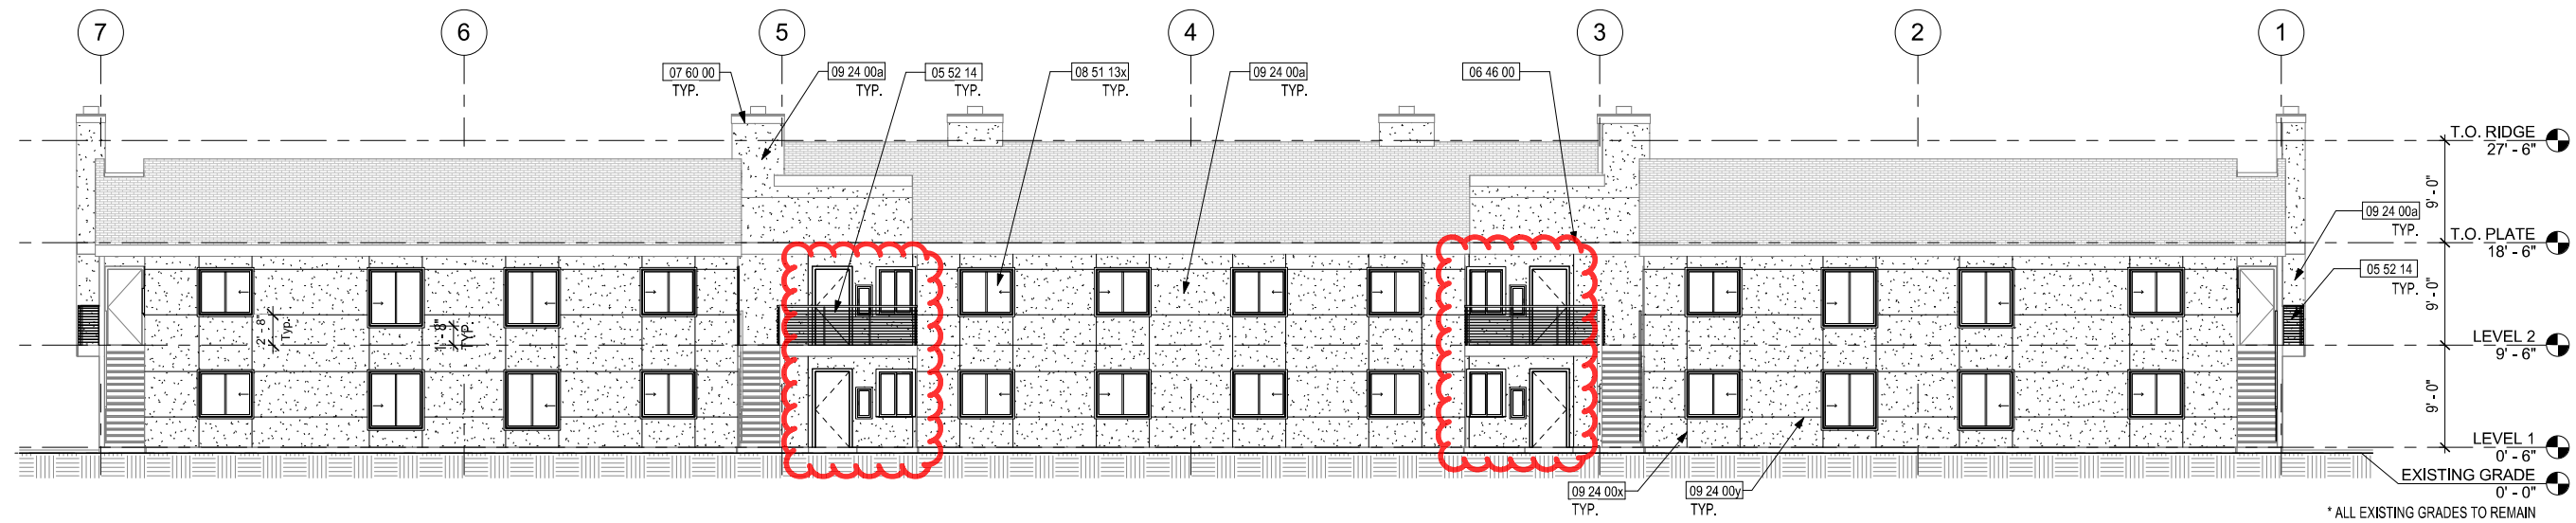 7
6
5
4
3
2
1
07 60 00
TYP.
09 24 00a
TYP.
05 52 14
TYP.
08 51 13x
TYP.
09 24 00a
TYP.
06 46 00
T.O. RIDGE
27' - 6"
9' - 0"
09 24 00a
TYP.
T.O. PLATE
18' - 6"
05 52 14
TYP.
9' - 0"
2' - 8"
Typ.
1' - 8"
TYP.
LEVEL 2
9' - 6"
9' - 0"
LEVEL 1
0' - 6"
EXISTING GRADE
0' - 0"
09 24 00x
TYP.
09 24 00y
TYP.
* ALL EXISTING GRADES TO REMAIN